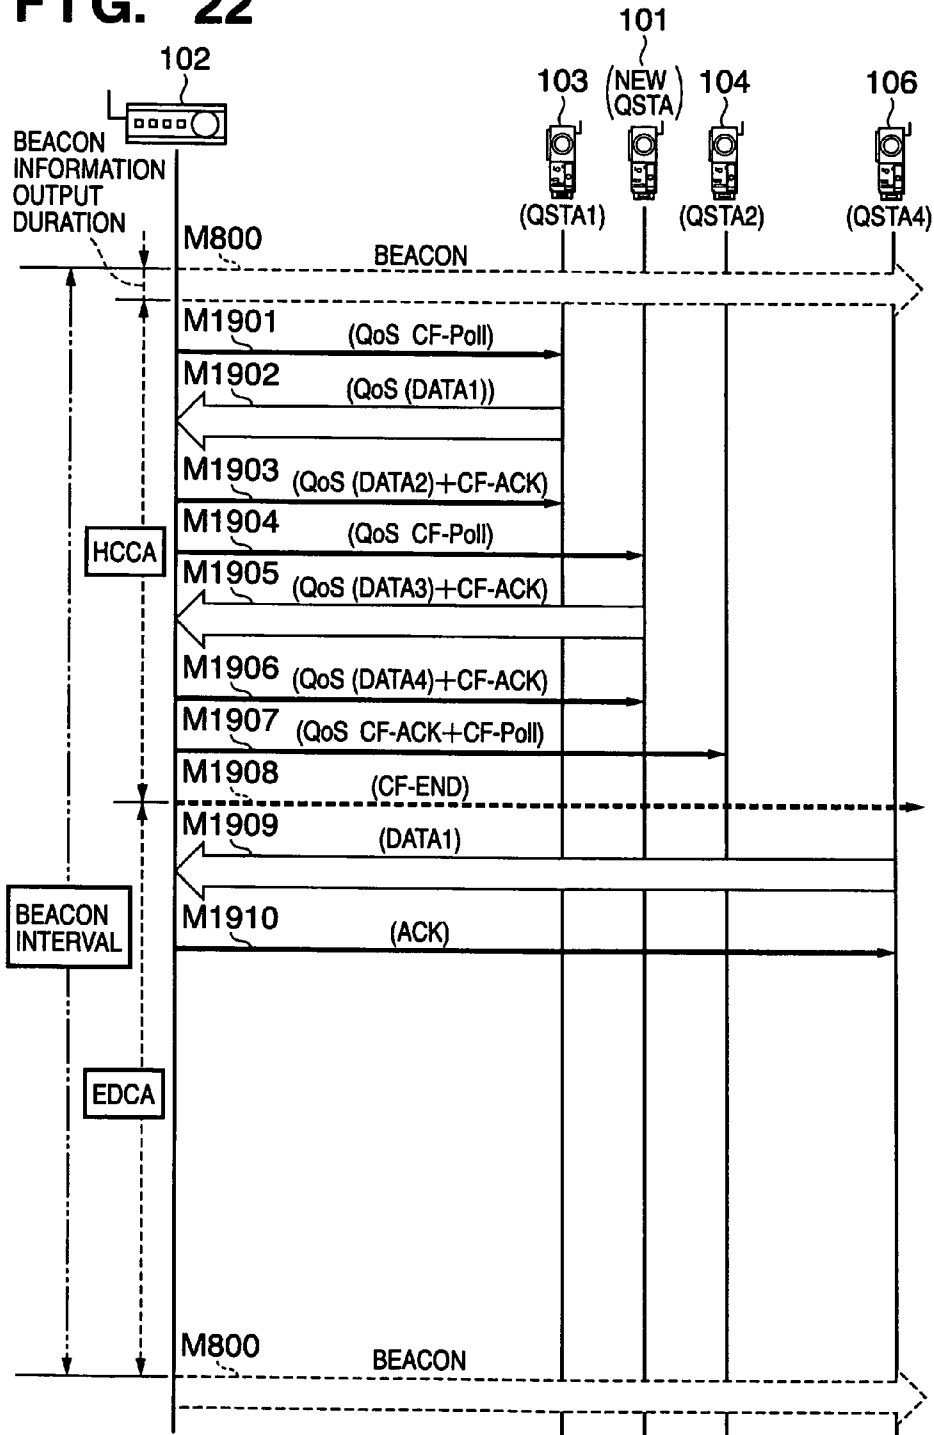 FIG. 22
102
101
(NEW QSTA)
103
104
106
(QSTA1)
(QSTA2)
(QSTA4)
BEACON
INFORMATION
OUTPUT
DURATION
M800
BEACON
M1901
(QoS CF-Poll)
M1902
(QoS (DATA1))
M1903
(QoS (DATA2)+CF-ACK)
M1904
(QoS CF-Poll)
HCCA
M1905
(QoS (DATA3)+CF-ACK)
M1906
(QoS (DATA4)+CF-ACK)
M1907
(QoS CF-ACK+CF-Poll)
M1908
(CF-END)
M1909
(DATA1)
BEACON
INTERVAL
M1910
(ACK)
EDCA
M800
BEACON